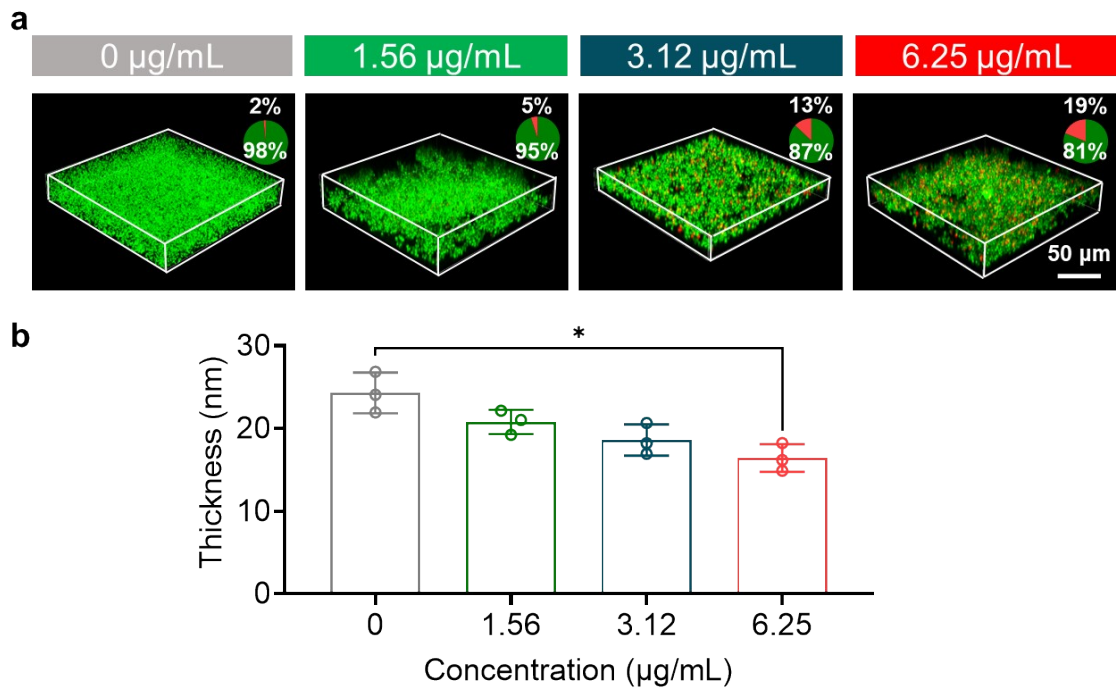 a
0 µg/mL 1.56 µg/mL 3.12 µg/mL 6.25 µg/mL
2% 5% 13% 19%
98% 95% 87% 81%
50 µm
b
*
30
20
10
0
Thickness (nm)
0 1.56 3.12 6.25
Concentration (µg/mL)